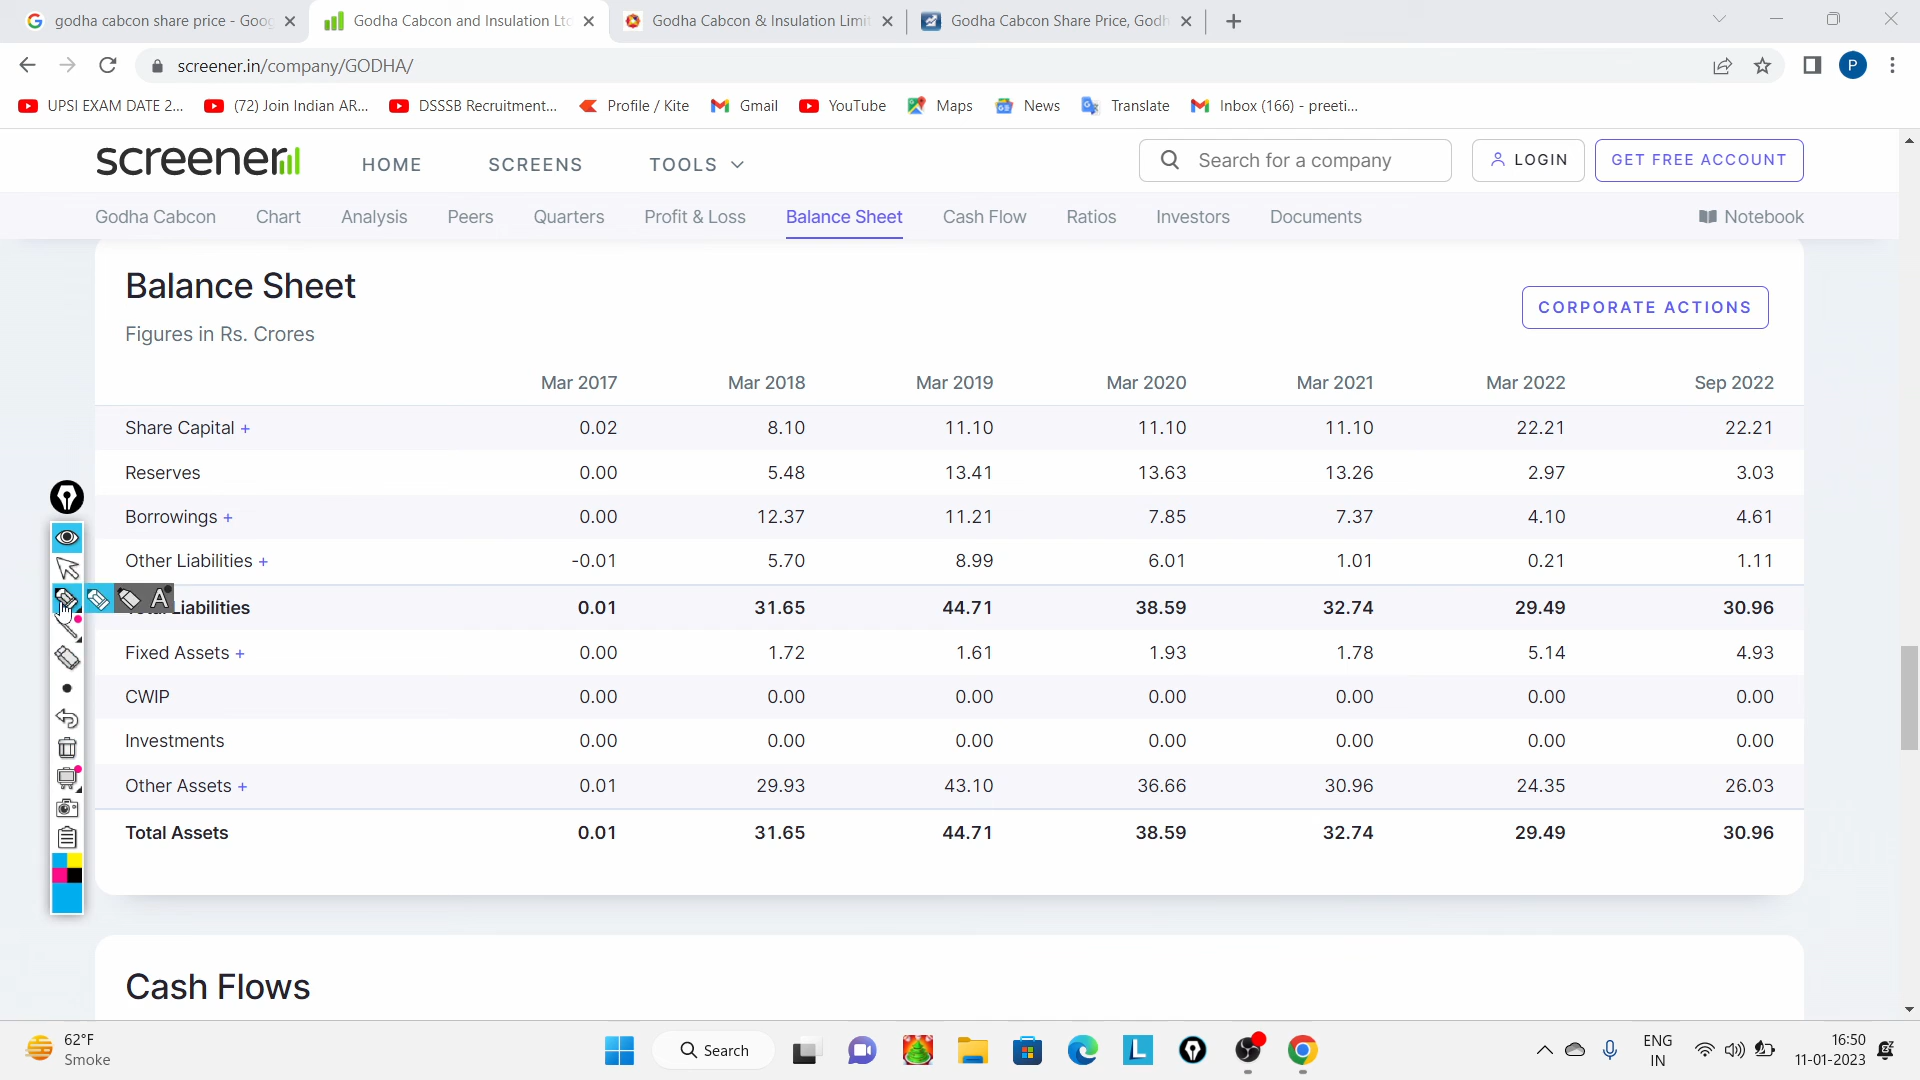 godha cabcon share price - Goog
Godha Cabcon and Insulation Ltd
Godha Cabcon & Insulation Limit
Godha Cabcon Share Price, Godh
screener.in/company/GODHA/
P
UPSI EXAM DATE 2...
(72) Join Indian AR...
DSSSB Recruitment...
Profile / Kite
Gmail
YouTube
Maps
News
Translate
Inbox (166) - preeti...
screener
HOME
SCREENS
TOOLS
Search for a company
LOGIN
GET FREE ACCOUNT
Godha Cabcon
Chart
Analysis
Peers
Quarters
Profit & Loss
Balance Sheet
Cash Flow
Ratios
Investors
Documents
Notebook
Balance Sheet
CORPORATE ACTIONS
Figures in Rs. Crores
Mar 2017 Mar 2018 Mar 2019 Mar 2020 Mar 2021 Mar 2022 Sep 2022
Share Capital + 0.02 8.10 11.10 11.10 11.10 22.21 22.21
Reserves 0.00 5.48 13.41 13.63 13.26 2.97 3.03
Borrowings + 0.00 12.37 11.21 7.85 7.37 4.10 4.61
Other Liabilities + -0.01 5.70 8.99 6.01 1.01 0.21 1.11
Liabilities 0.01 31.65 44.71 38.59 32.74 29.49 30.96
Fixed Assets + 0.00 1.72 1.61 1.93 1.78 5.14 4.93
CWIP 0.00 0.00 0.00 0.00 0.00 0.00 0.00
Investments 0.00 0.00 0.00 0.00 0.00 0.00 0.00
Other Assets + 0.01 29.93 43.10 36.66 30.96 24.35 26.03
Total Assets 0.01 31.65 44.71 38.59 32.74 29.49 30.96
A
Cash Flows
62°F
Smoke
Search
L
ENG
IN
16:50
11-01-2023